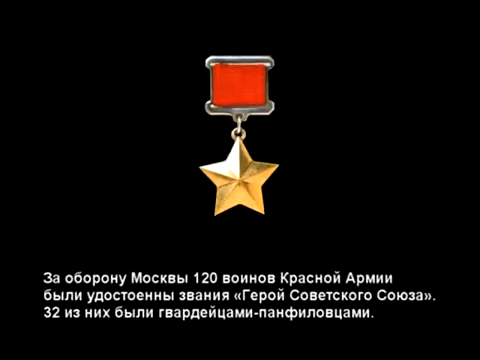 За оборону Москвы 120 воинов Красной Армии
были удостоенны звания «Герой Советского Союза».
32 из них были гвардейцами-панфиловцами.